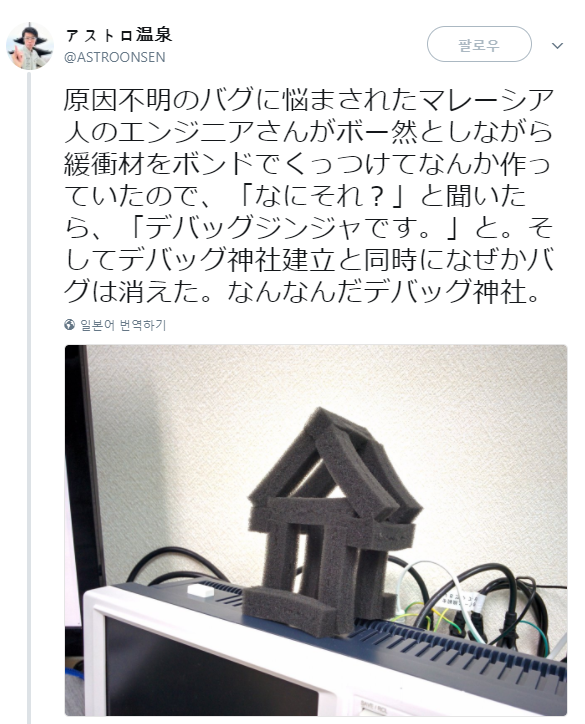 アストロ温泉
@ASTROONSEN
팔로우
原因不明のバグに悩まされたマレーシア
人のエンジニアさんがボー然としながら
緩衝材をボンドでくっつけてなんか作っ
ていたので、「なにそれ？」と聞いた
ら、「デバッグジンジャです。」と。そ
してデバッグ神社建立と同時になぜかバ
グは消えた。なんなんだデバッグ神社。
일본어 번역하기